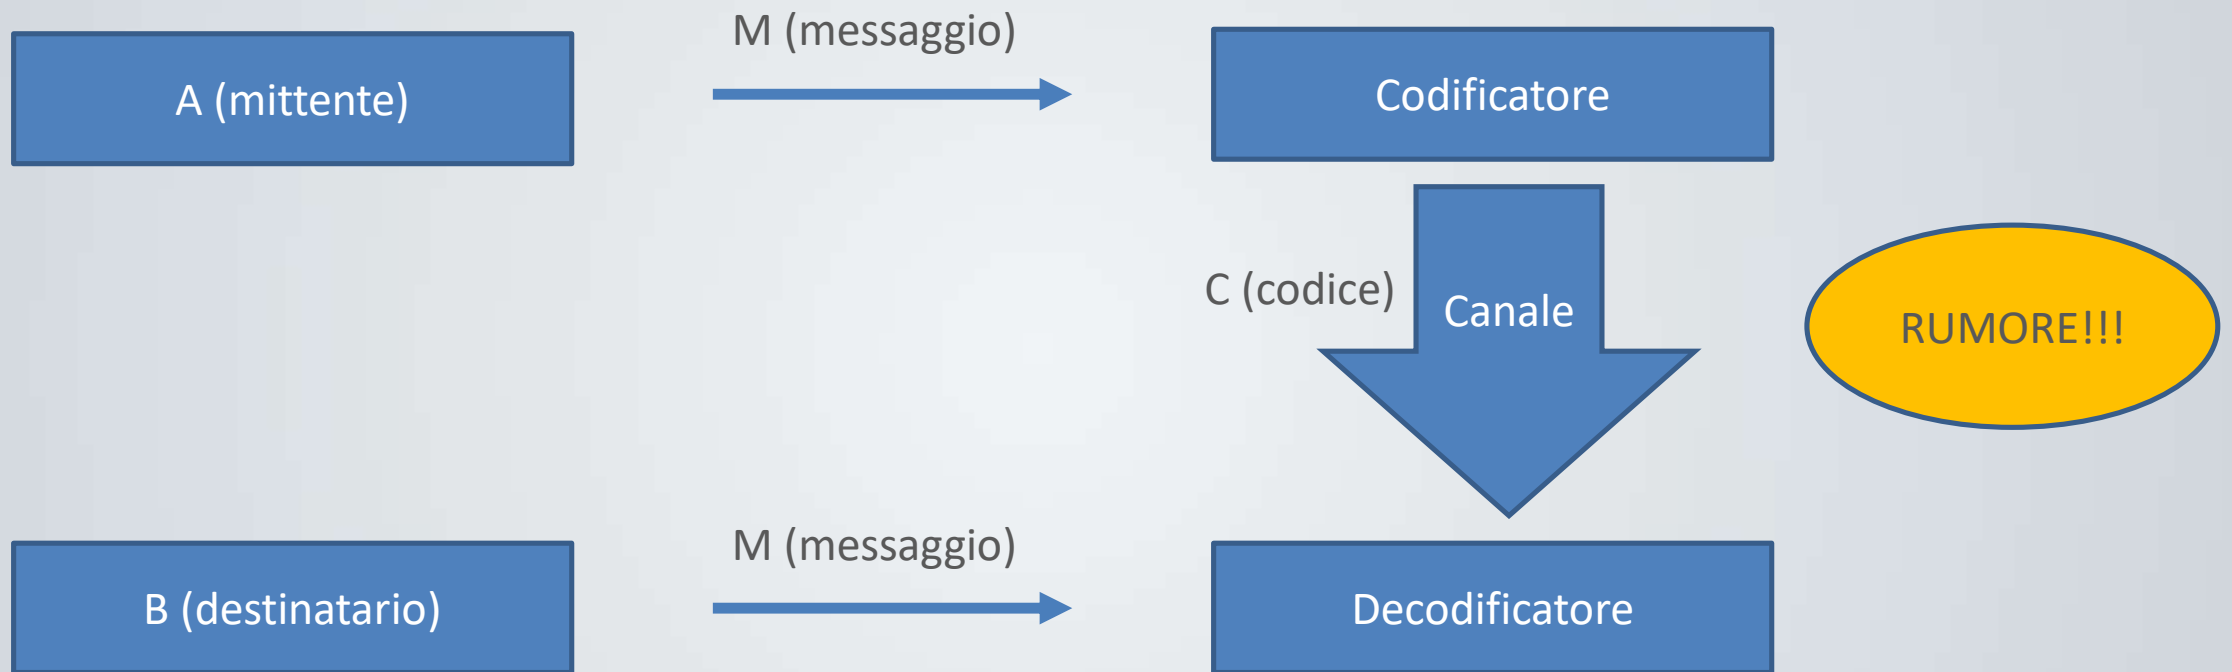 M (messaggio)
A (mittente)
Codificatore
C (codice)
Canale
RUMORE!!!
M (messaggio)
B (destinatario)
Decodificatore